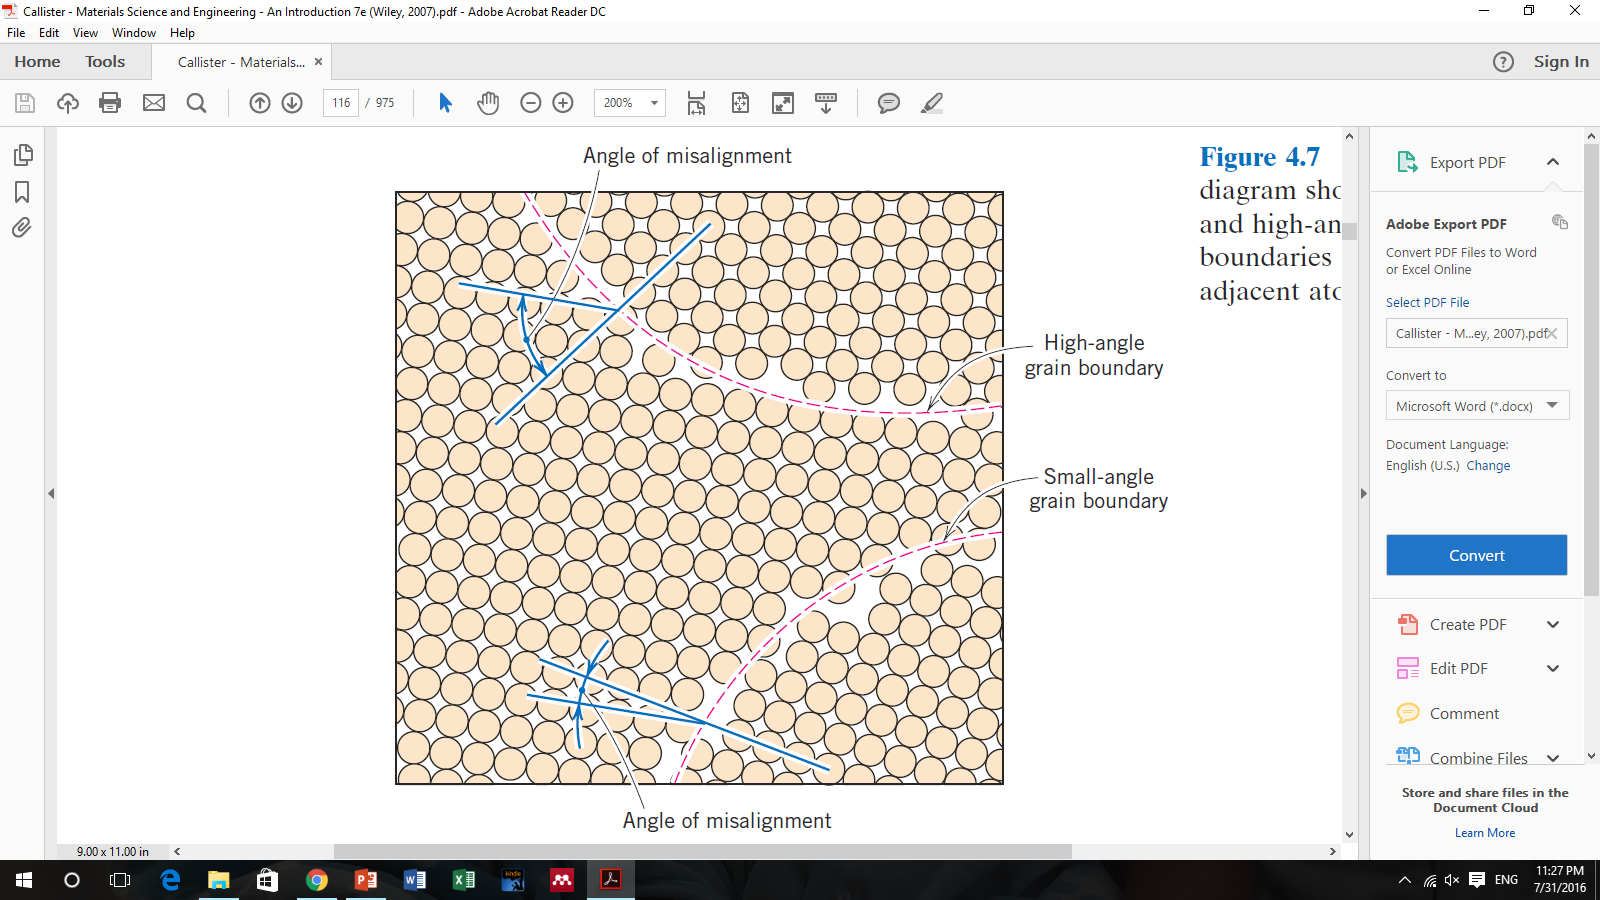 Callister - Materials Science and Engineering - An Introduction 7e (Wiley, 2007).pdf - Adobe Acrobat Reader DC
File Edit View Window Help
Home Tools Callister - Materials... × Sign In
116 / 975 200%
Angle of misalignment
Figure 4.7
diagram sho
and high-an
boundaries
adjacent ato
High-angle
grain boundary
Small-angle
grain boundary
Angle of misalignment
Export PDF
Adobe Export PDF
Convert PDF Files to Word
or Excel Online
Select PDF File
Callister - M...ey, 2007).pdf
Convert to
Microsoft Word (*.docx)
Document Language:
English (U.S.) Change
Convert
Create PDF
Edit PDF
Comment
Combine Files
Store and share files in the
Document Cloud
Learn More
9.00 x 11.00 in
kindle
ENG
11:27 PM
7/31/2016